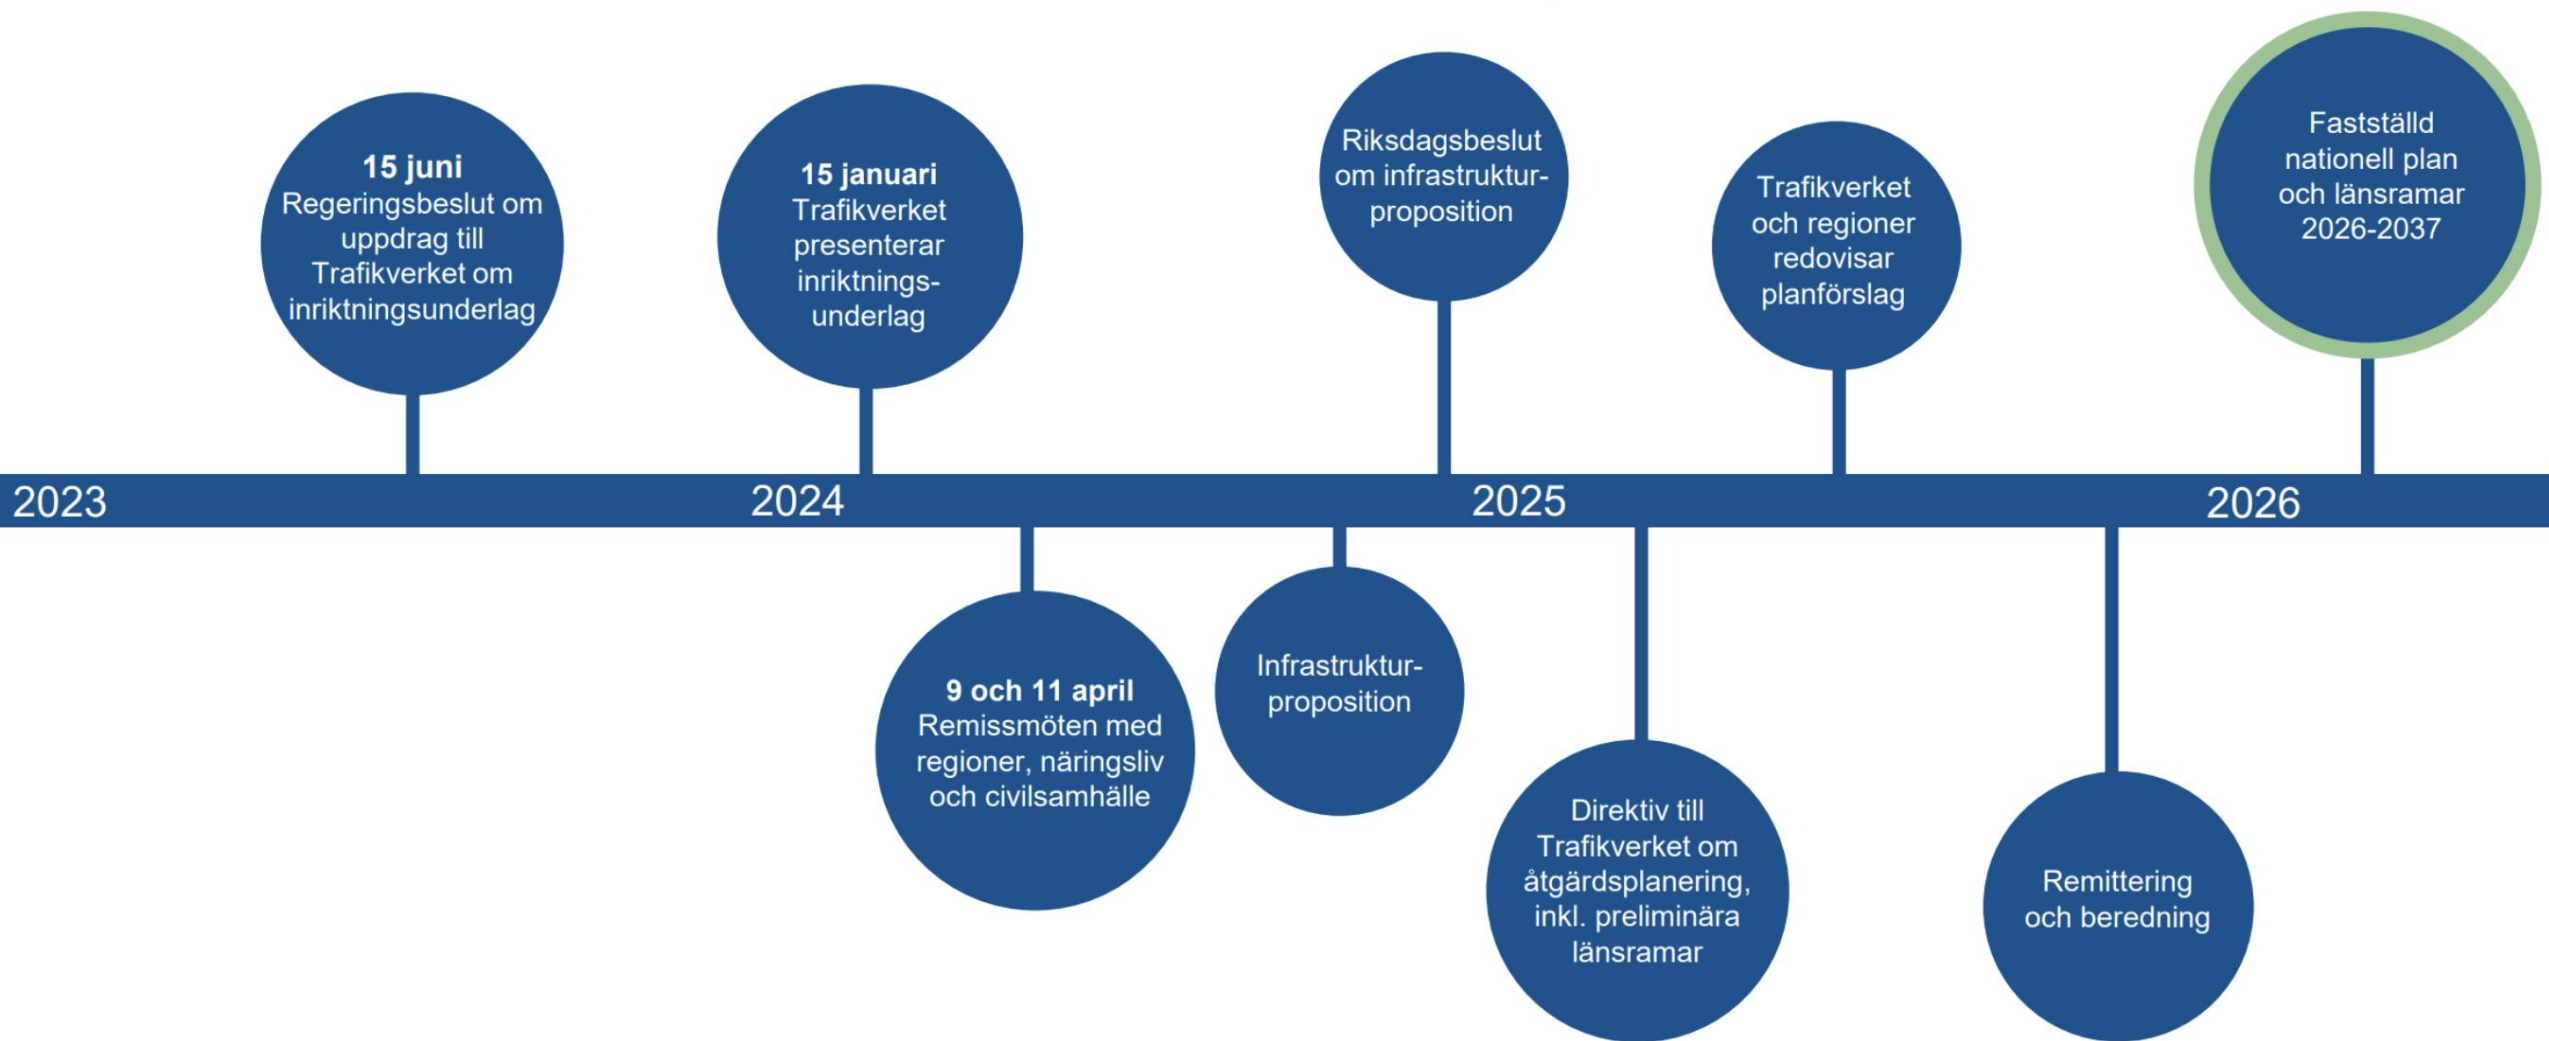 15 juni
Regeringsbeslut om
uppdrag till
Trafikverket om
inriktningsunderlag
15 januari
Trafikverket
presenterar
inriktnings-
underlag
Riksdagsbeslut
om infrastruktur-
proposition
Trafikverket
och regioner
redovisar
planförslag
Fastställd
nationell plan
och länsramar
2026-2037
2023
2024
2025
2026
9 och 11 april
Remissmöten med
regioner, näringsliv
och civilsamhälle
Infrastruktur-
proposition
Direktiv till
Trafikverket om
åtgärdsplanering,
inkl. preliminära
länsramar
Remittering
och beredning